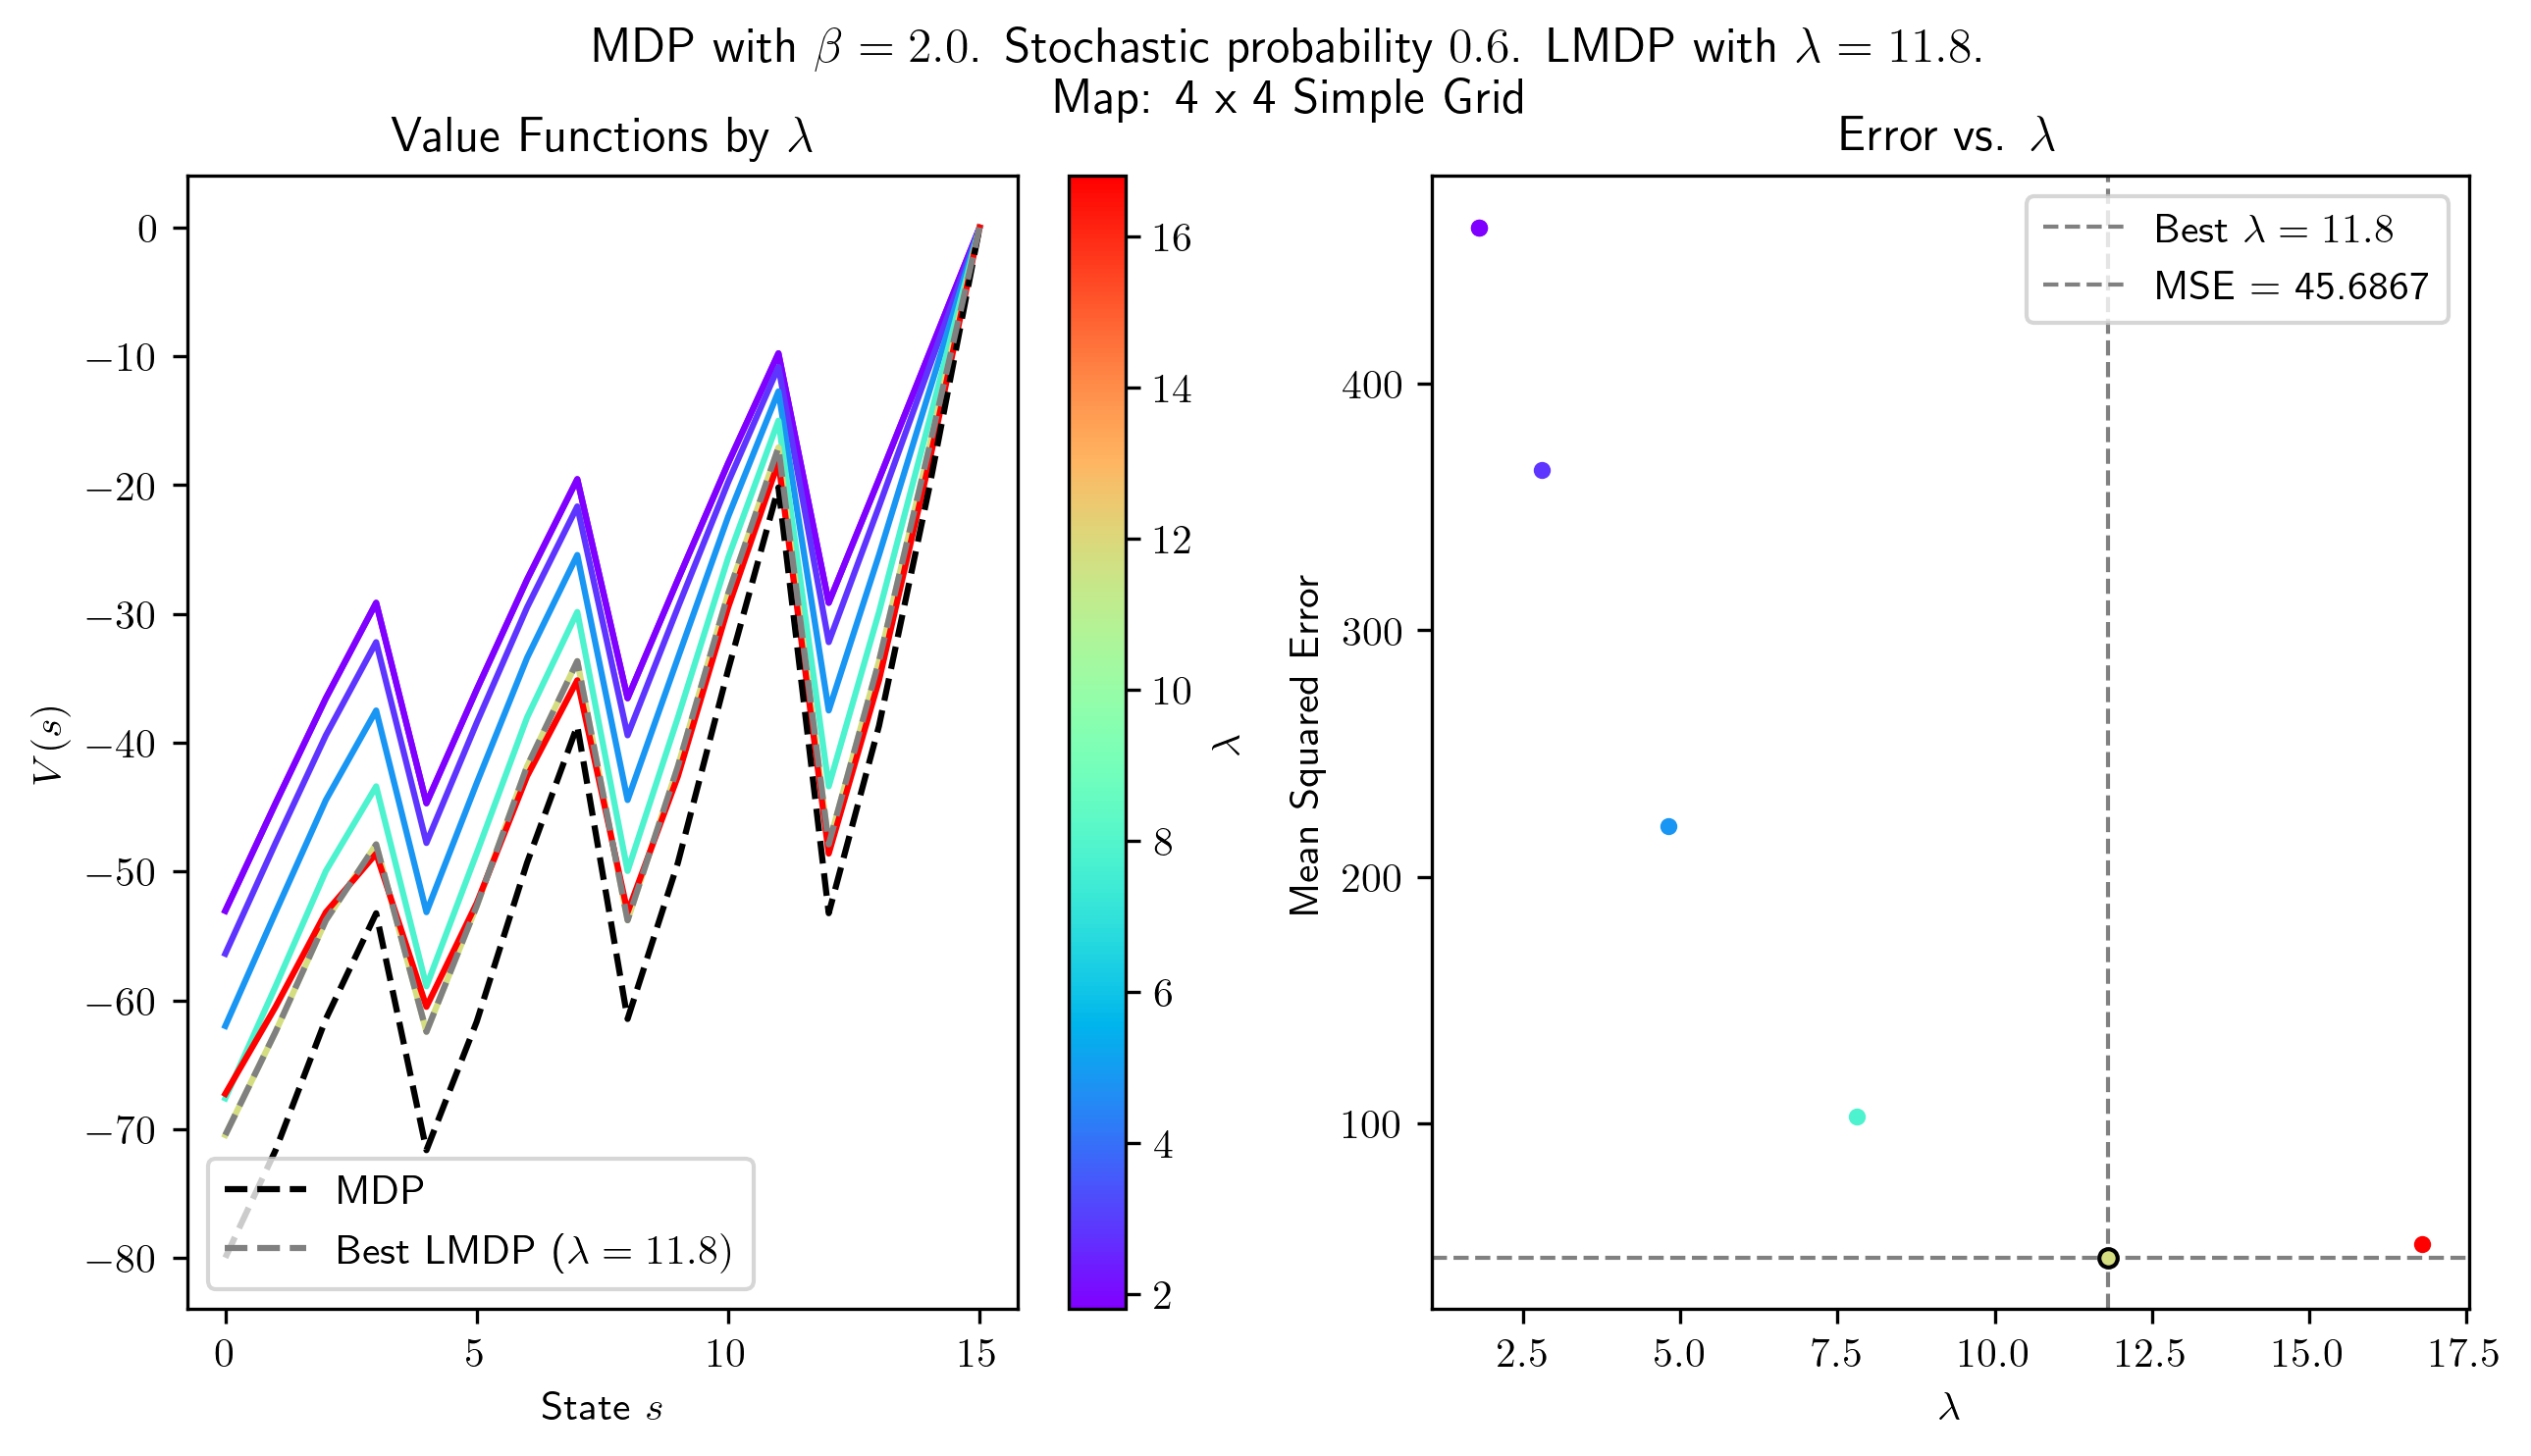 MDP with β = 2.0. Stochastic probability 0.6. LMDP with λ = 11.8.
Map: 4 x 4 Simple Grid
Value Functions by λ
0
−10
−20
−30
−40
−50
−60
−70
−80
V(s)
MDP
Best LMDP (λ = 11.8)
0
5
10
15
State s
16
14
12
10
8
6
4
2
λ
Error vs. λ
Best λ = 11.8
MSE = 45.6867
400
300
200
100
Mean Squared Error
2.5
5.0
7.5
10.0
12.5
15.0
17.5
λ